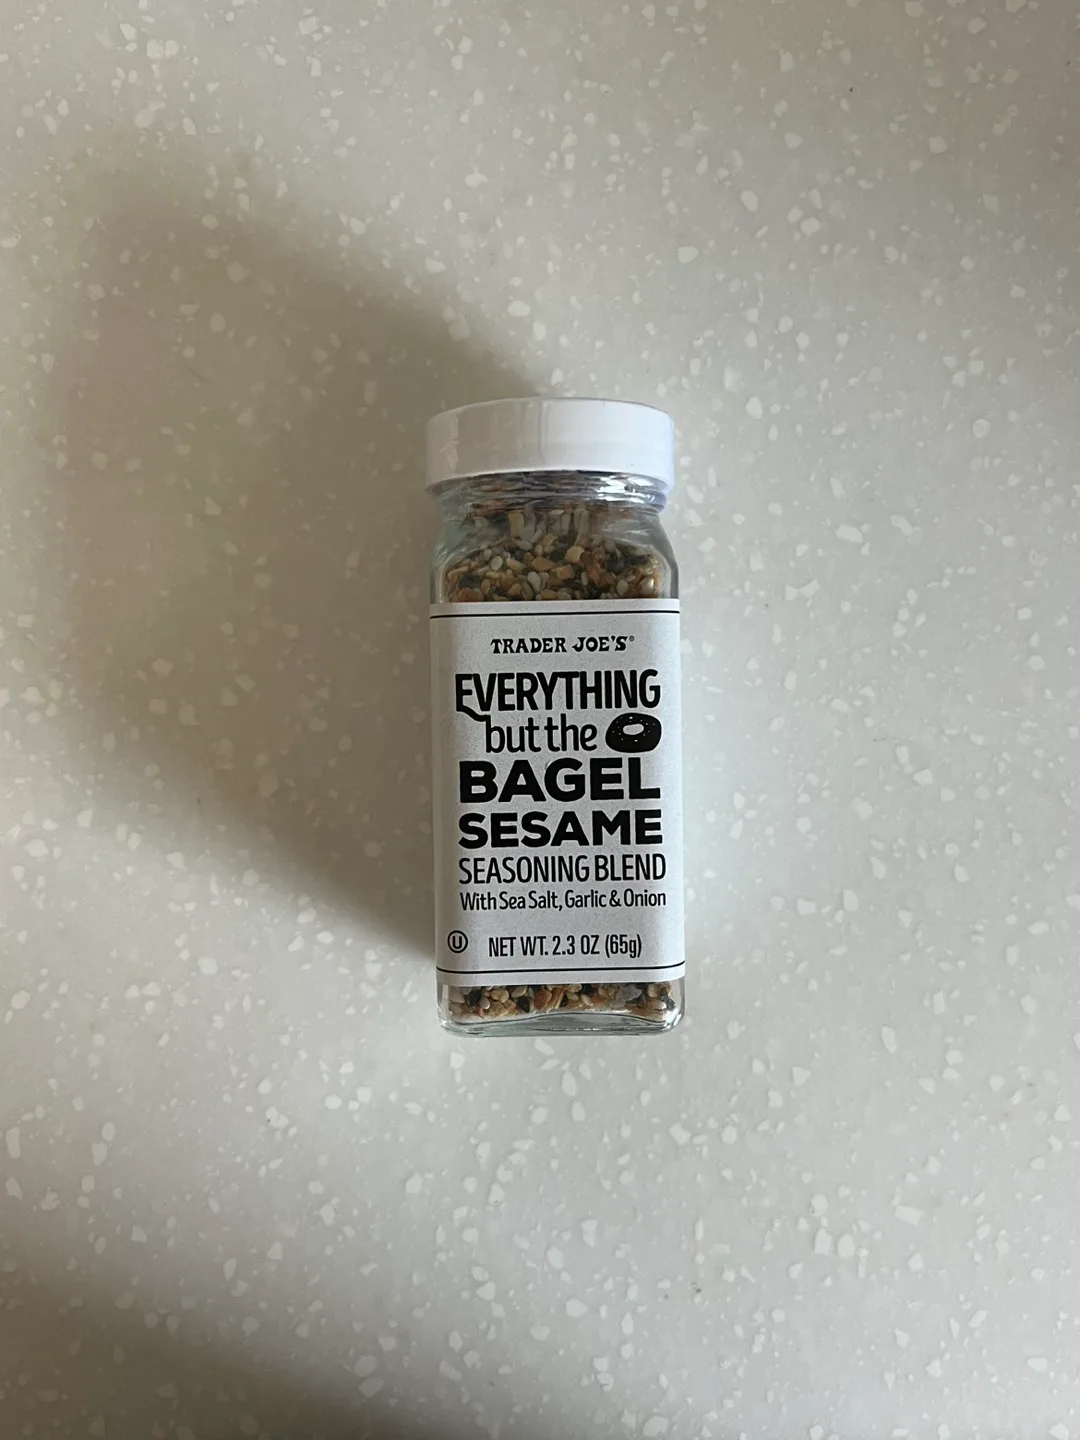 TRADER JOE'S®
EVERYTHING
but the
BAGEL
SESAME
SEASONING BLEND
With Sea Salt, Garlic & Onion
U NET WT. 2.3 OZ (65g)